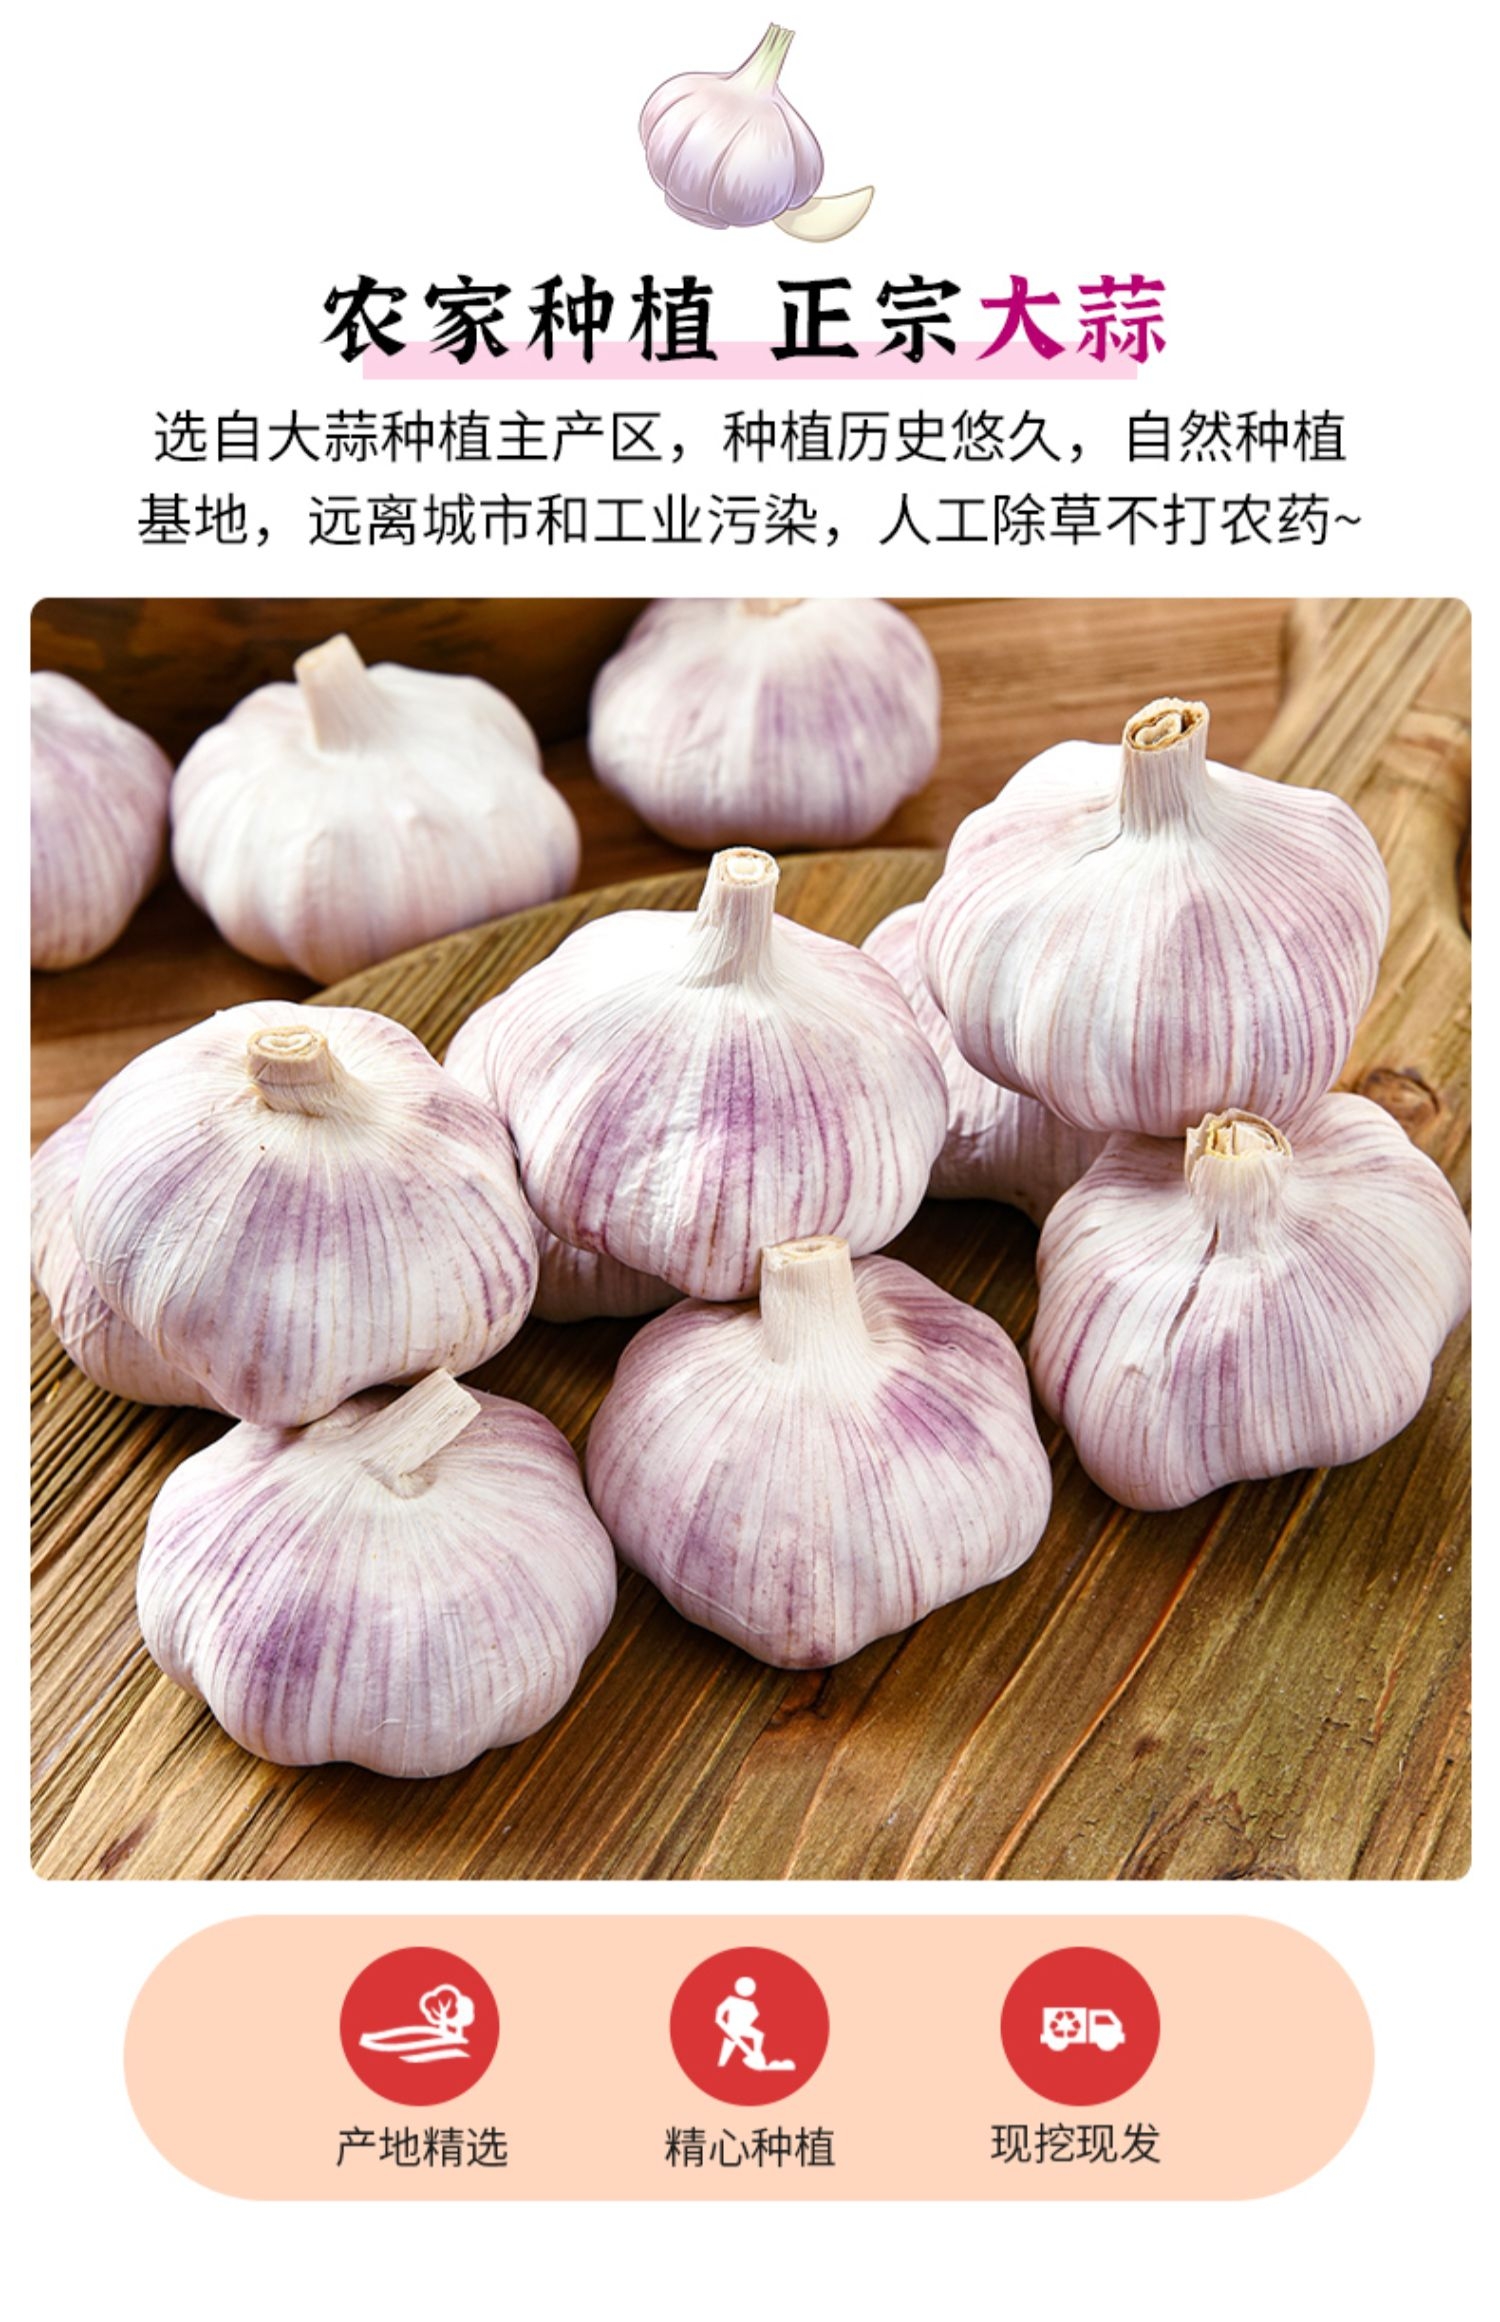 农家种植 正宗大蒜
选自大蒜种植主产区，种植历史悠久，自然种植
基地，远离城市和工业污染，人工除草不打农药~
产地精选
精心种植
现挖现发